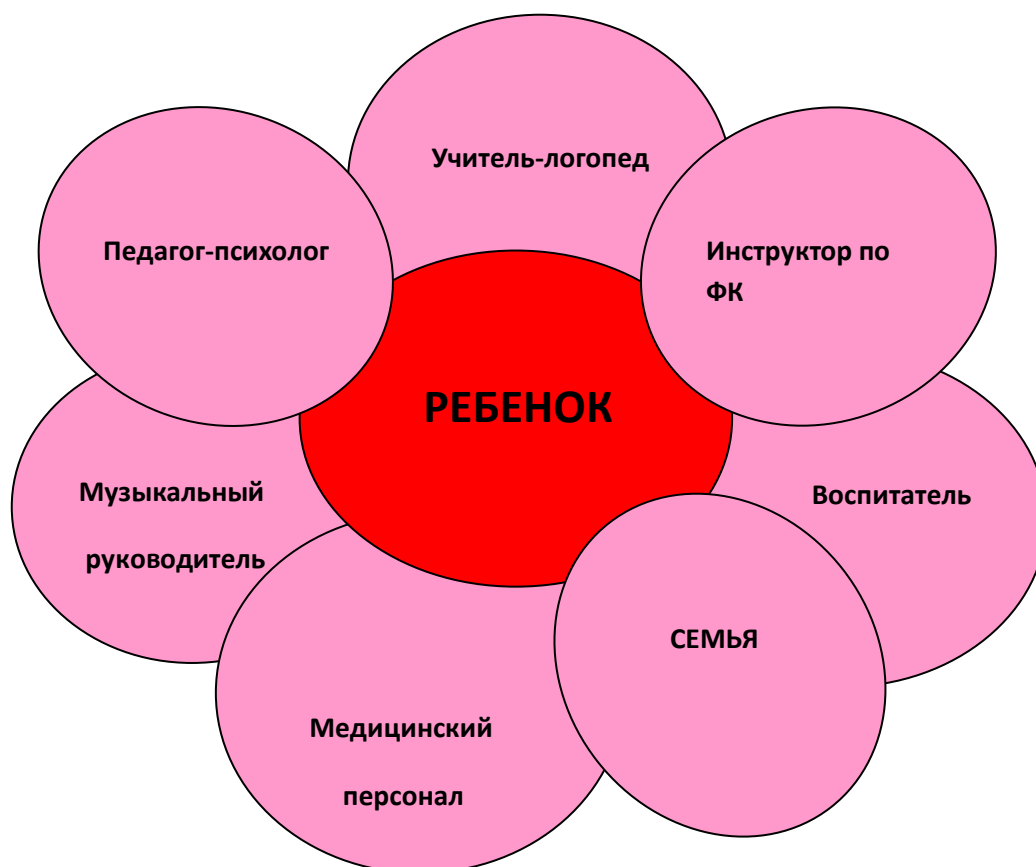 Учитель-логопед
Педагог-психолог
Инструктор по
ФК
РЕБЕНОК
Музыкальный
руководитель
Воспитатель
СЕМЬЯ
Медицинский
персонал